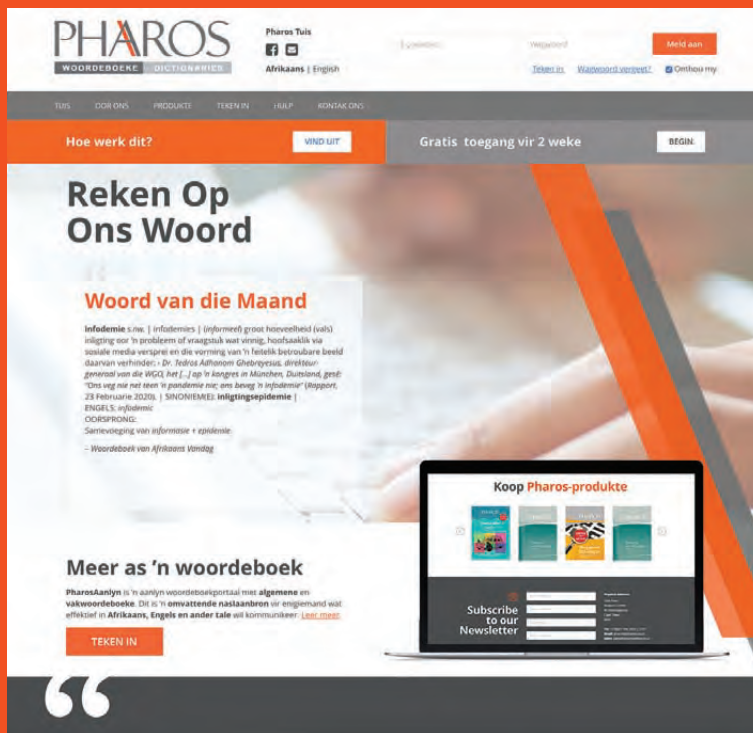 PHAROS
WOORDEBOEKE DICTIONARIES
Pharos Tuis
Afrikaans | English
Wagwoord
Meld aan
Teken in Wagwoord vergeet? Onthou my
TUIS OOR ONS PRODUKTE TEKEN IN HULP KONTAK ONS
Hoe werk dit? VIND UIT Gratis toegang vir 2 weke BEGIN
Reken Op
Ons Woord
Woord van die Maand
Infodemie s.nw. | infodemies | (informeel) groot hoeveelheid (vals)
inligting oor 'n probleem of vraagstuk wat vinnig, hoofsaaklik via
sosiale media versprei en die vorming van 'n feitelik betroubare beeld
daarvan verhinder: • Dr. Tedros Adhanom Ghebreyesus, direkteur-
generaal van die WGO, het [...] op 'n kongres in München, Duitsland, gesê:
"Ons veg nie net teen 'n pandemie nie; ons beveg 'n infodemie" (Rapport,
23 Februarie 2020). | SINONIEM(E): inligtingsepidemie |
ENGELS: infodemic
OORSPRONG:
Samevoeging van informasie + epidemie
– Woordeboek van Afrikaans Vandag
Koop Pharos-produkte
Subscribe
to our
Newsletter
Meer as 'n woordeboek
PharosAanlyn is 'n aanlyn woordeboekportaal met algemene en
vakwoordeboeke. Dit is 'n omvattende naslaanbron vir enigiemand wat
effektief in Afrikaans, Engels en ander tale wil kommunikeer. Leer meer.
TEKEN IN
“